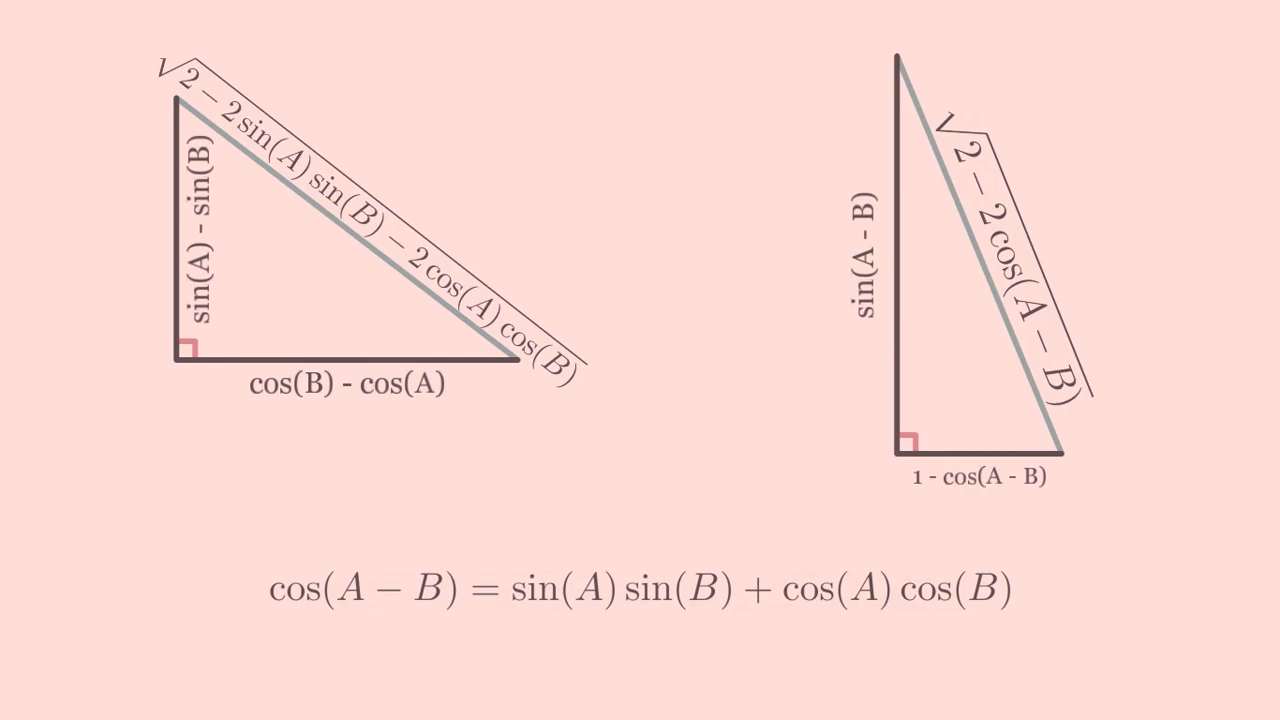 √2 − 2 sin(A) sin(B) − 2 cos(A) cos(B)
sin(A) - sin(B)
cos(B) - cos(A)
√2 − 2 cos(A − B)
sin(A - B)
1 - cos(A - B)
cos(A − B) = sin(A) sin(B) + cos(A) cos(B)